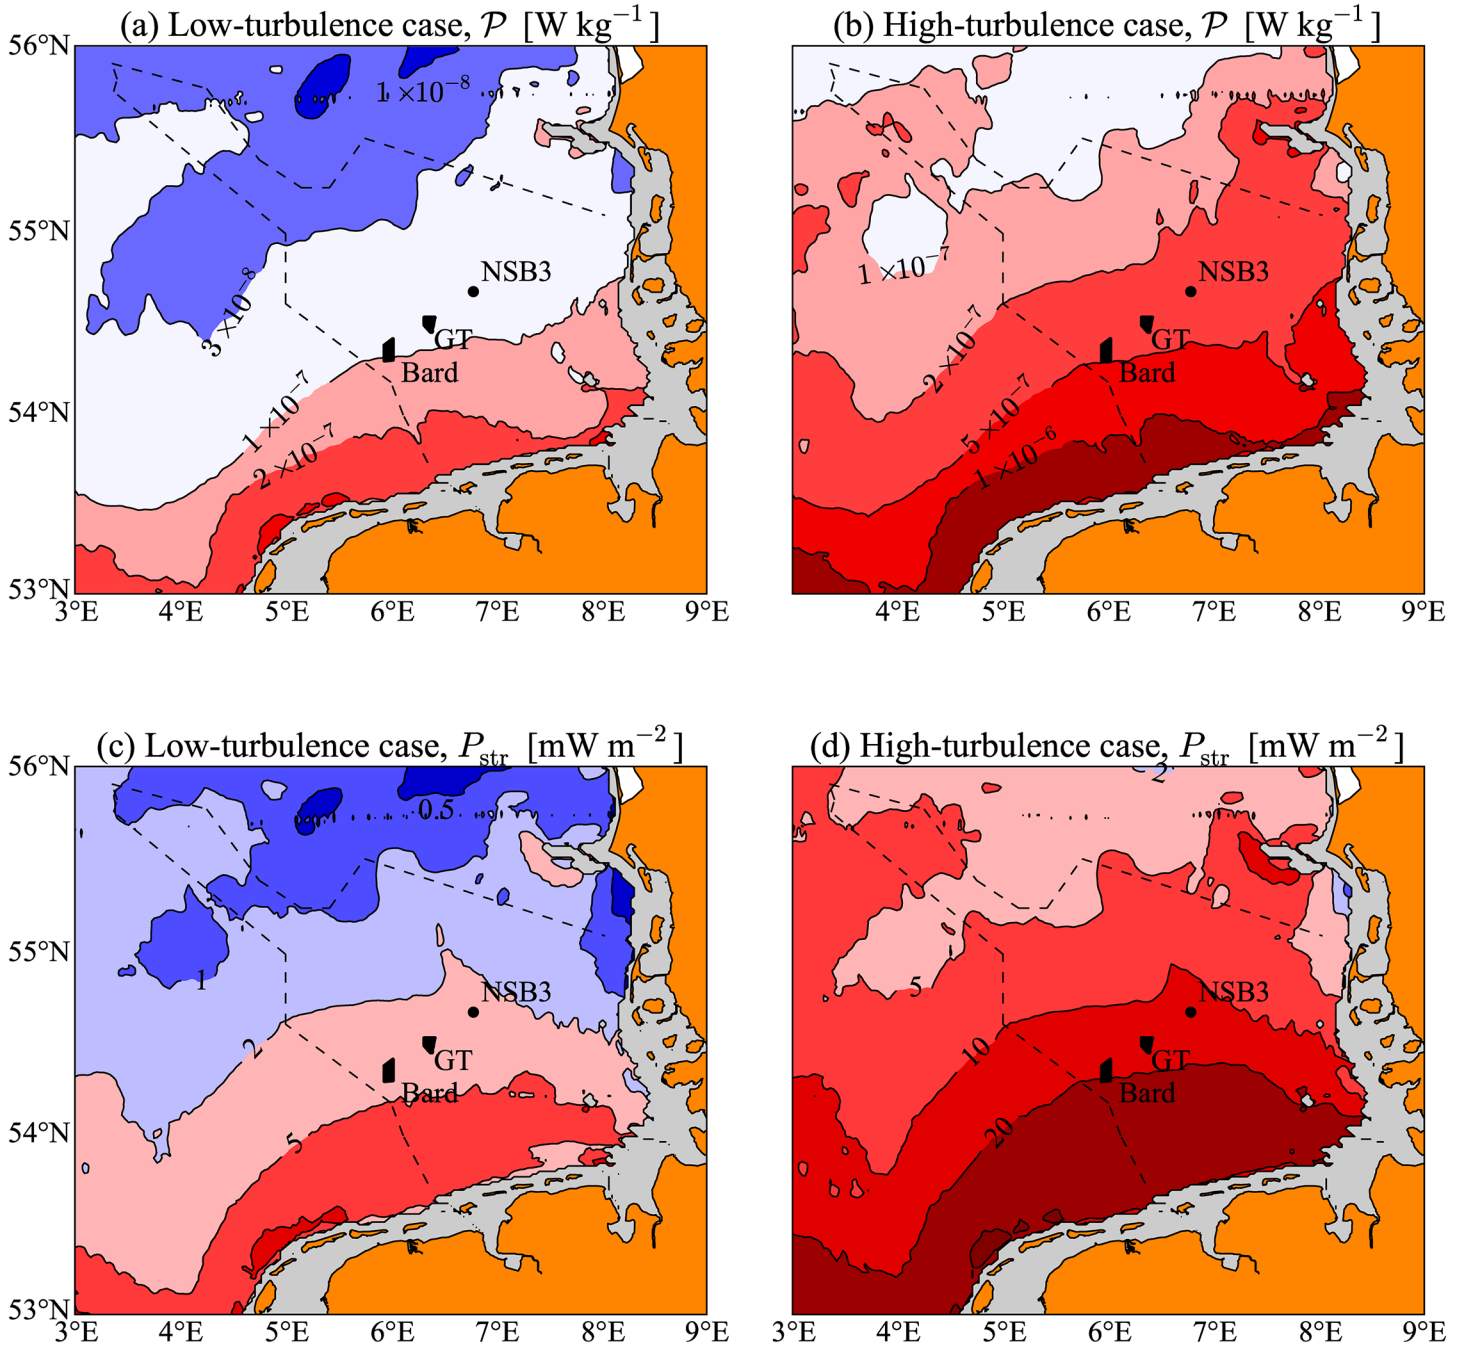 (a) Low-turbulence case, 𝒫 [W kg⁻¹]
(b) High-turbulence case, 𝒫 [W kg⁻¹]
56°N
1 ×10⁻⁸
55°N
1 ×10⁻⁷
NSB3
NSB3
3 ×10⁻⁸
GT
GT
2 ×10⁻⁷
Bard
Bard
54°N
1 ×10⁻⁷
5 ×10⁻⁷
2 ×10⁻⁷
1 ×10⁻⁶
53°N
3°E 4°E 5°E 6°E 7°E 8°E 9°E
4°E 5°E 6°E 7°E 8°E 9°E
(c) Low-turbulence case, P_str [mW m⁻²]
(d) High-turbulence case, P_str [mW m⁻²]
56°N
0.5
2
55°N
1
5
NSB3
NSB3
2
10
GT
GT
Bard
Bard
54°N
5
20
53°N
3°E 4°E 5°E 6°E 7°E 8°E 9°E
3°E 4°E 5°E 6°E 7°E 8°E 9°E